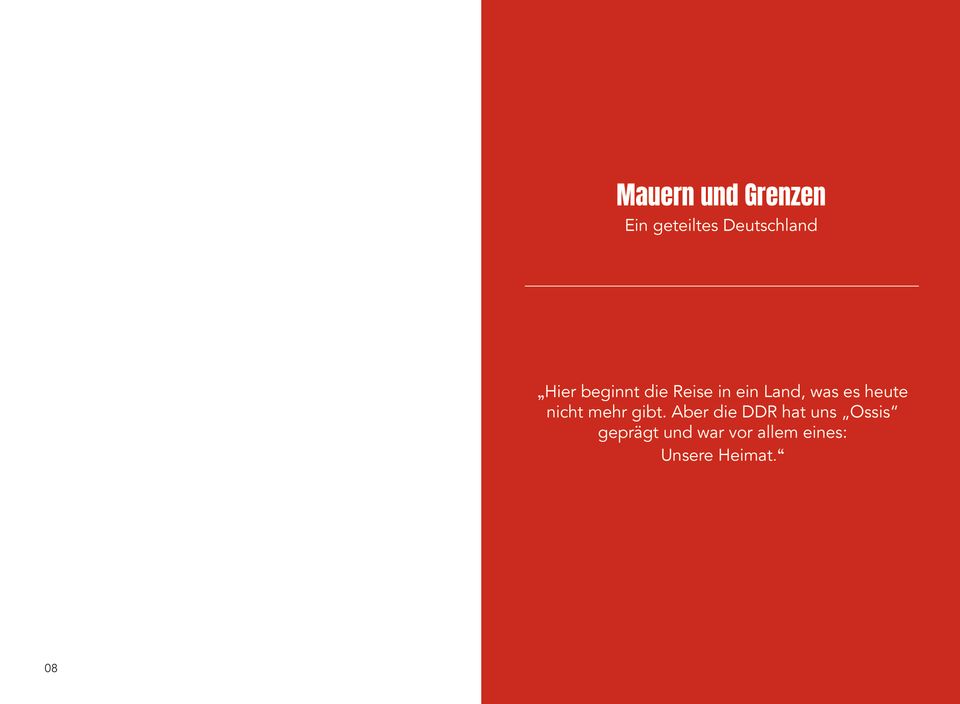 Mauern und Grenzen
Ein geteiltes Deutschland
„Hier beginnt die Reise in ein Land, was es heute
nicht mehr gibt. Aber die DDR hat uns „Ossis“
geprägt und war vor allem eines:
Unsere Heimat.“
08